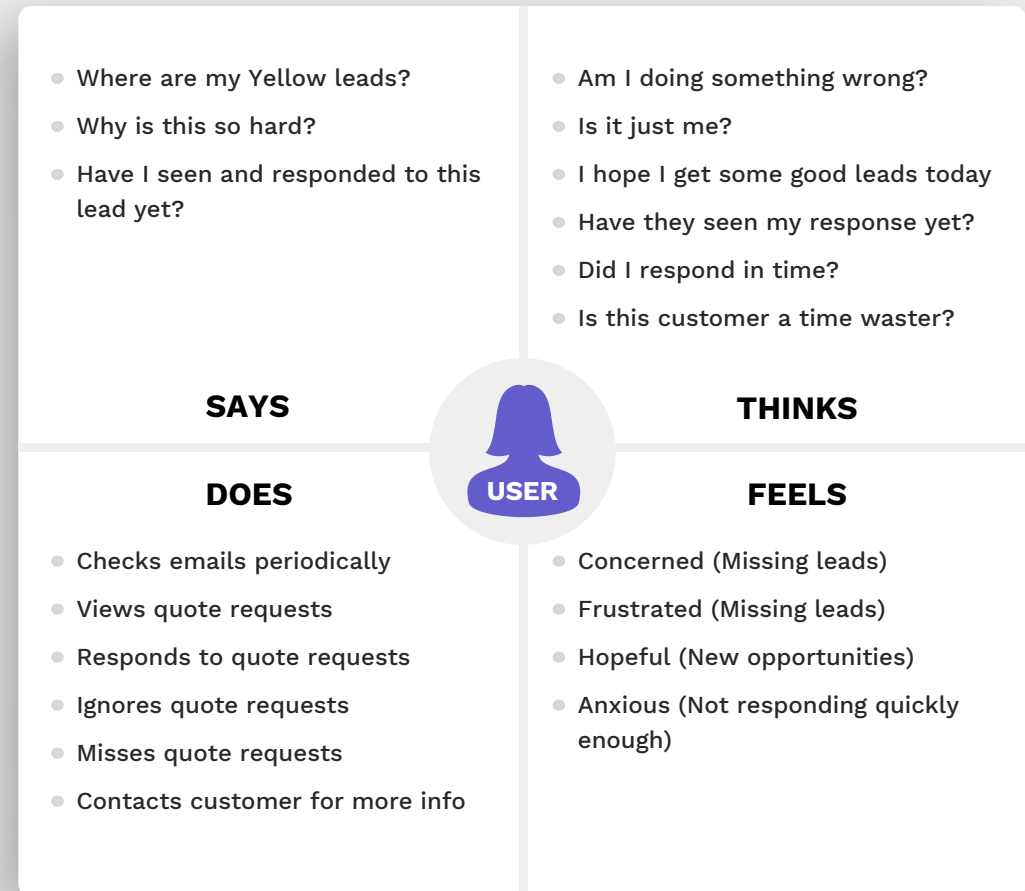 Where are my Yellow leads?
Why is this so hard?
Have I seen and responded to this
lead yet?
SAYS
Am I doing something wrong?
Is it just me?
I hope I get some good leads today
Have they seen my response yet?
Did I respond in time?
Is this customer a time waster?
THINKS
USER
DOES
Checks emails periodically
Views quote requests
Responds to quote requests
Ignores quote requests
Misses quote requests
Contacts customer for more info
FEELS
Concerned (Missing leads)
Frustrated (Missing leads)
Hopeful (New opportunities)
Anxious (Not responding quickly
enough)